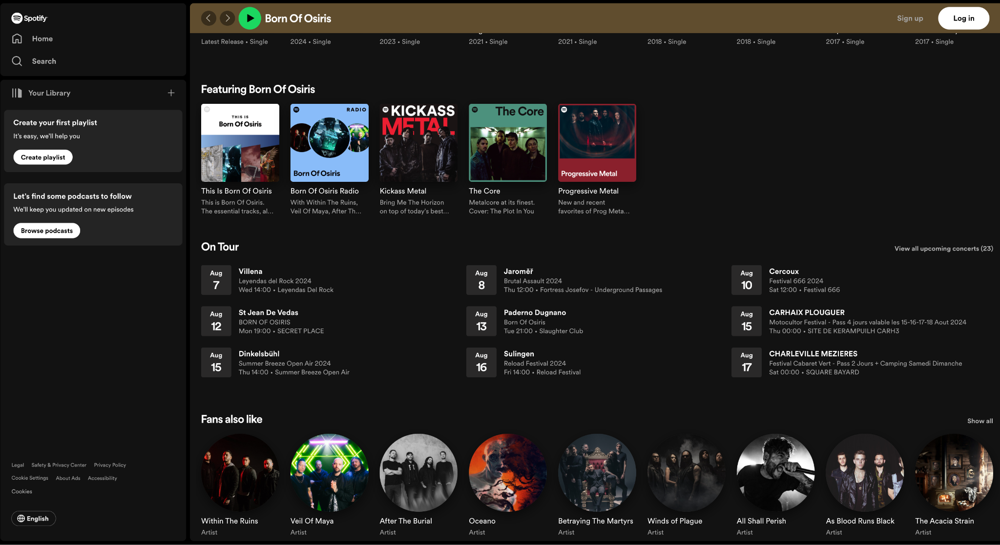 Spotify
Home
Search
Your Library
Create your first playlist
It's easy, we'll help you
Create playlist
Let's find some podcasts to follow
We'll keep you updated on new episodes
Browse podcasts
Legal Safety & Privacy Center Privacy Policy
Cookie Settings About Ads Accessibility
Cookies
English
Born Of Osiris
Sign up
Log in
Latest Release • Single
2024 • Single
2023 • Single
2021 • Single
2021 • Single
2018 • Single
2018 • Single
2017 • Single
2017 • Single
Featuring Born Of Osiris
THIS IS
Born Of Osiris
This Is Born Of Osiris
This is Born Of Osiris.
The essential tracks, al...
RADIO
Born Of Osiris
Born Of Osiris Radio
With Within The Ruins,
Veil Of Maya, After Th...
KICKASS
METAL
Kickass Metal
Bring Me The Horizon
on top of today's best...
The Core
The Core
Metalcore at its finest.
Cover: The Plot In You
Progressive Metal
Progressive Metal
New and recent
favorites of Prog Meta...
On Tour
View all upcoming concerts (23)
Aug
7
Villena
Leyendas del Rock 2024
Wed 14:00 • Leyendas Del Rock
Aug
8
Jaroměř
Brutal Assault 2024
Thu 12:00 • Fortress Josefov - Underground Passages
Aug
10
Cercoux
Festival 666 2024
Sat 12:00 • Festival 666
Aug
12
St Jean De Vedas
BORN OF OSIRIS
Mon 19:00 • SECRET PLACE
Aug
13
Paderno Dugnano
Born Of Osiris
Tue 21:00 • Slaughter Club
Aug
15
CARHAIX PLOUGUER
Motocultor Festival - Pass 4 jours valable les 15-16-17-18 Aout 2024
Thu 00:00 • SITE DE KERAMPUILH CARH3
Aug
15
Dinkelsbühl
Summer Breeze Open Air 2024
Thu 14:00 • Summer Breeze Open Air
Aug
16
Sulingen
Reload Festival 2024
Fri 14:00 • Reload Festival
Aug
17
CHARLEVILLE MEZIERES
Festival Cabaret Vert - Pass 2 Jours + Camping Samedi Dimanche
Sat 00:00 • SQUARE BAYARD
Fans also like
Show all
Within The Ruins
Artist
Veil Of Maya
Artist
After The Burial
Artist
Oceano
Artist
Betraying The Martyrs
Artist
Winds of Plague
Artist
All Shall Perish
Artist
As Blood Runs Black
Artist
The Acacia Strain
Artist